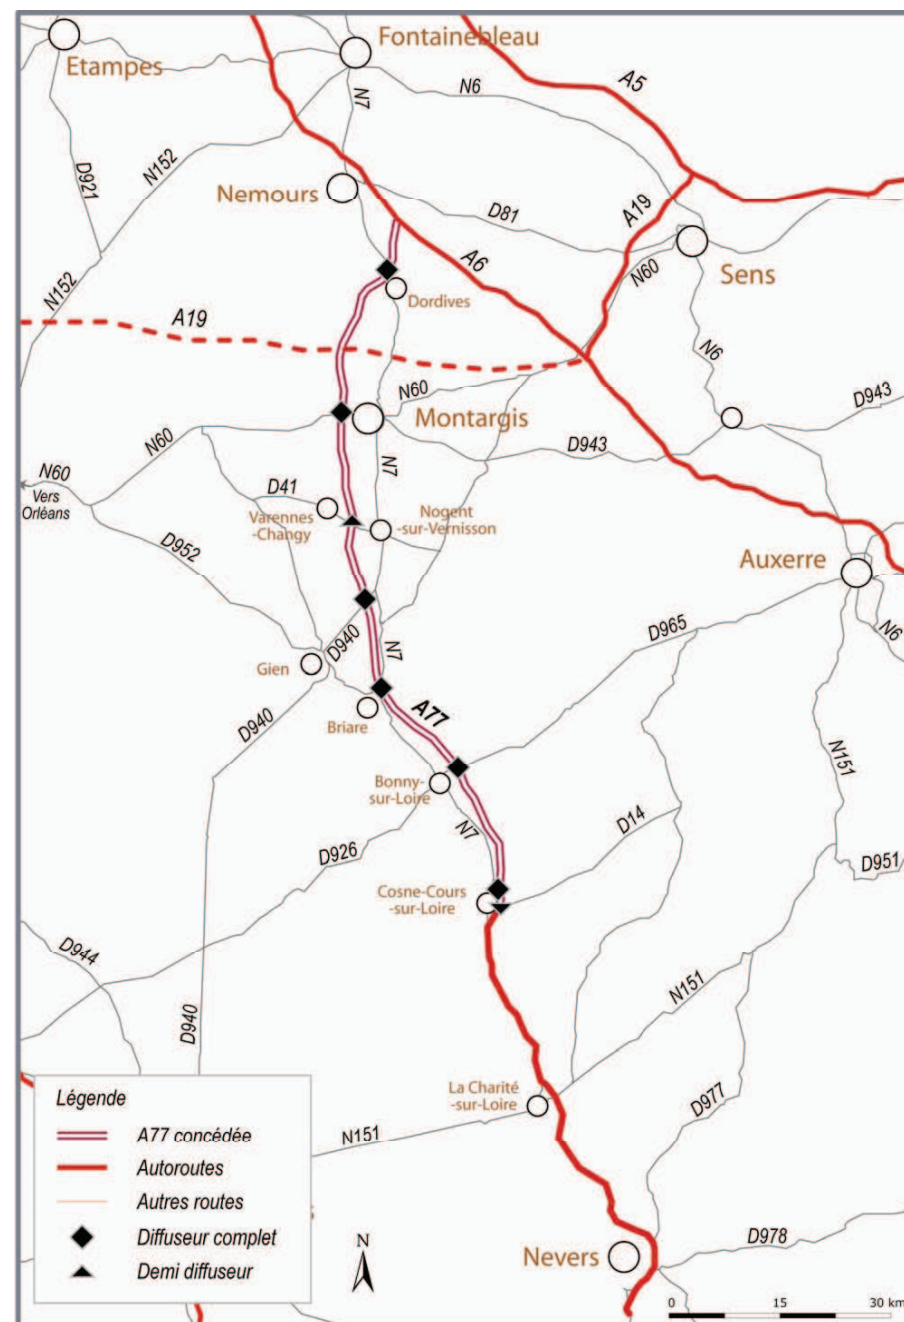 Fontainebleau
Etampes
A5
N7
N6
N152
D921
Nemours
D81
A19
A6
N60
Sens
N152
Dordives
A19
N6
N60
D943
Montargis
N60
D943
N7
N60
Vers
Orléans
D41
Varennes
-Changy
Nogent
-sur-Vernisson
D952
Auxerre
D965
N6
D940
N7
Gien
D940
Briare
A77
N151
Bonny-
sur-Loire
N7
D14
D926
D951
Cosne-Cours
-sur-Loire
D944
N151
D940
La Charité
-sur-Loire
D977
N151
Légende
A77 concédée
Autoroutes
Autres routes
Diffuseur complet
Demi diffuseur
N
Nevers
D978
0 15 30 km